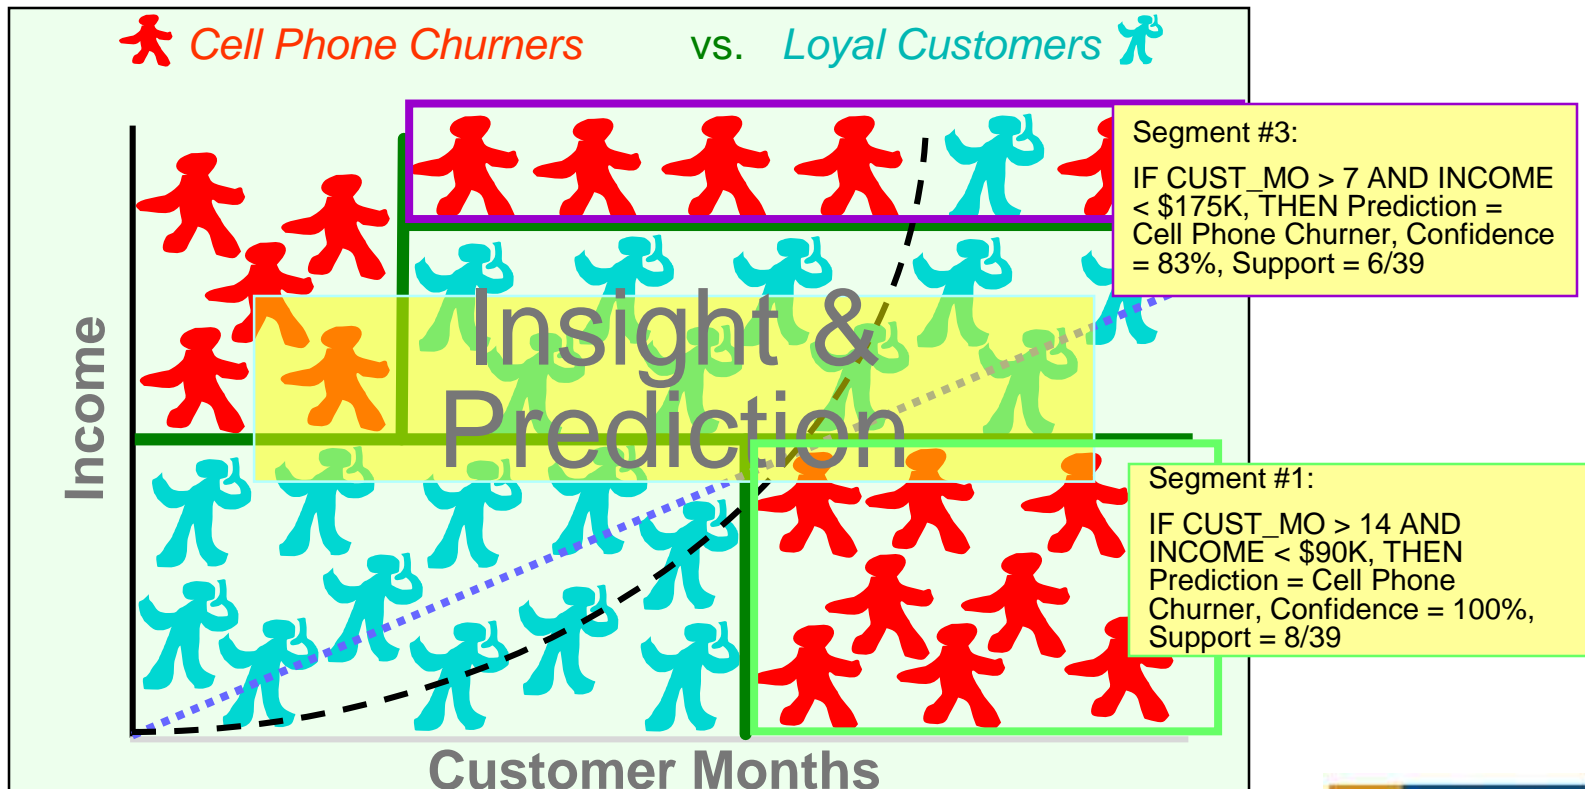 Cell Phone Churners vs. Loyal Customers
Segment #3:
IF CUST_MO > 7 AND INCOME
< $175K, THEN Prediction =
Cell Phone Churner, Confidence
= 83%, Support = 6/39
Insight &
Prediction
Income
Segment #1:
IF CUST_MO > 14 AND
INCOME < $90K, THEN
Prediction = Cell Phone
Churner, Confidence = 100%,
Support = 8/39
Customer Months